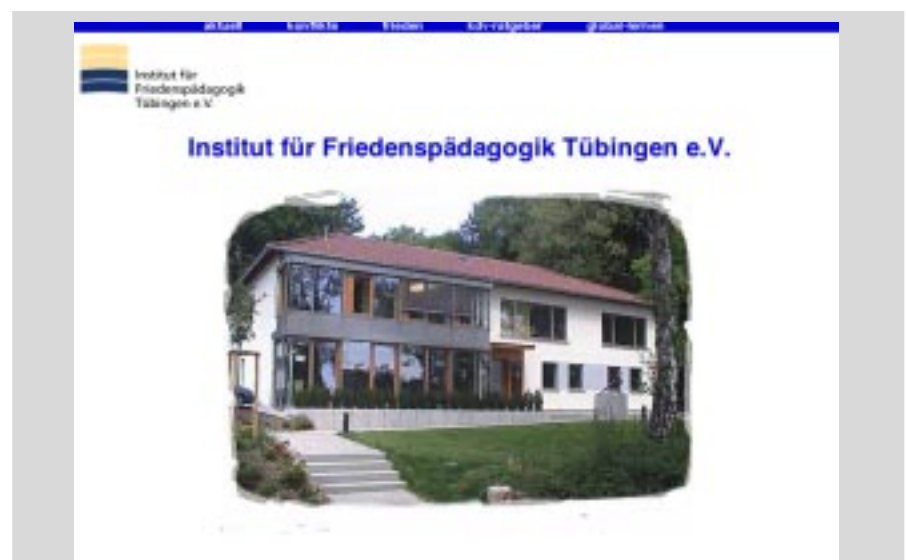 aktuell konflikte frieden kdv-ratgeber global-lernen
Institut für
Friedenspädagogik
Tübingen e.V.
Institut für Friedenspädagogik Tübingen e.V.